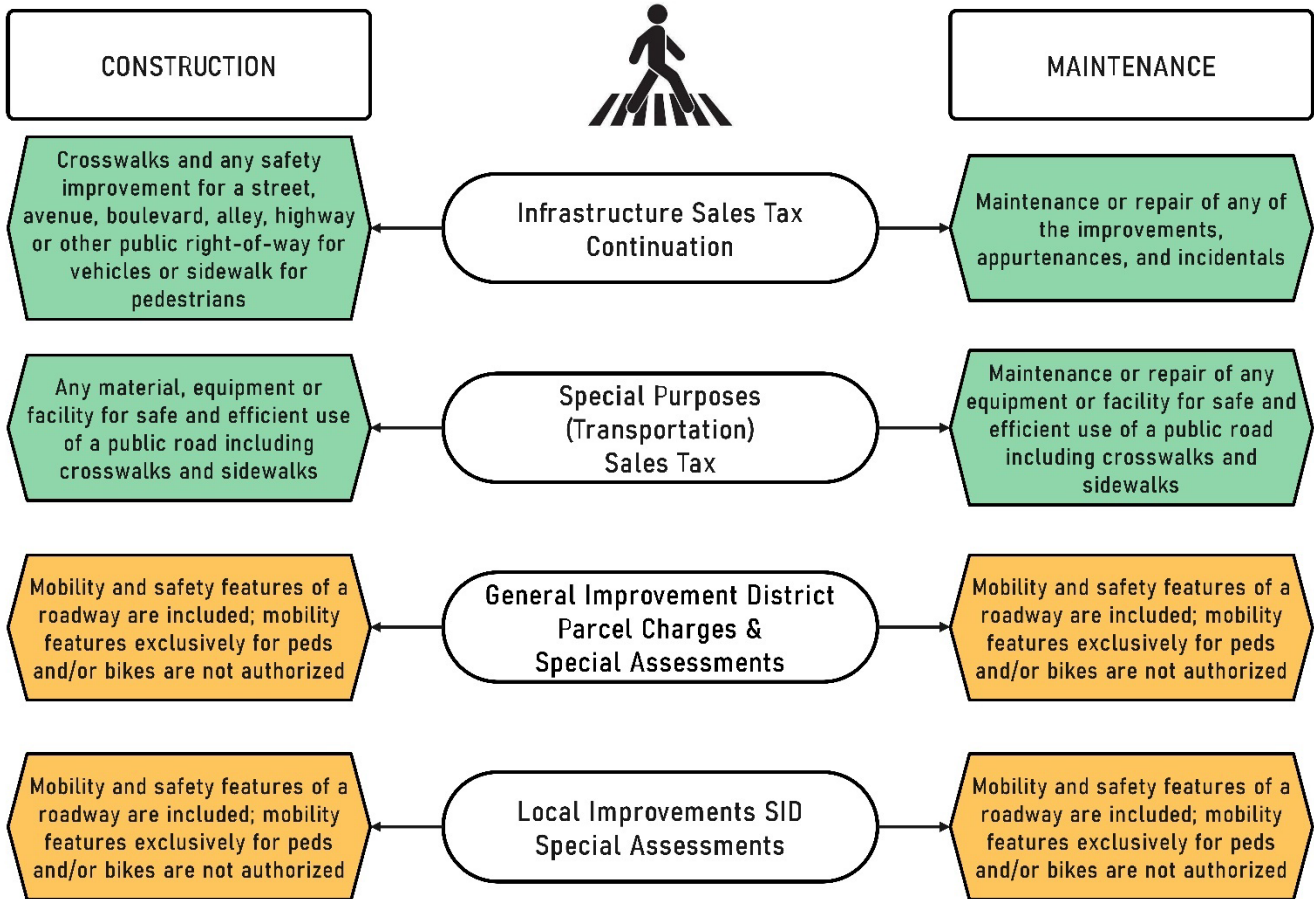 CONSTRUCTION
MAINTENANCE
Crosswalks and any safety
improvement for a street,
avenue, boulevard, alley, highway
or other public right-of-way for
vehicles or sidewalk for
pedestrians
Infrastructure Sales Tax
Continuation
Maintenance or repair of any of
the improvements,
appurtenances, and incidentals
Any material, equipment or
facility for safe and efficient use
of a public road including
crosswalks and sidewalks
Special Purposes
(Transportation)
Sales Tax
Maintenance or repair of any
equipment or facility for safe and
efficient use of a public road
including crosswalks and
sidewalks
Mobility and safety features of a
roadway are included; mobility
features exclusively for peds
and/or bikes are not authorized
General Improvement District
Parcel Charges &
Special Assessments
Mobility and safety features of a
roadway are included; mobility
features exclusively for peds
and/or bikes are not authorized
Mobility and safety features of a
roadway are included; mobility
features exclusively for peds
and/or bikes are not authorized
Local Improvements SID
Special Assessments
Mobility and safety features of a
roadway are included; mobility
features exclusively for peds
and/or bikes are not authorized